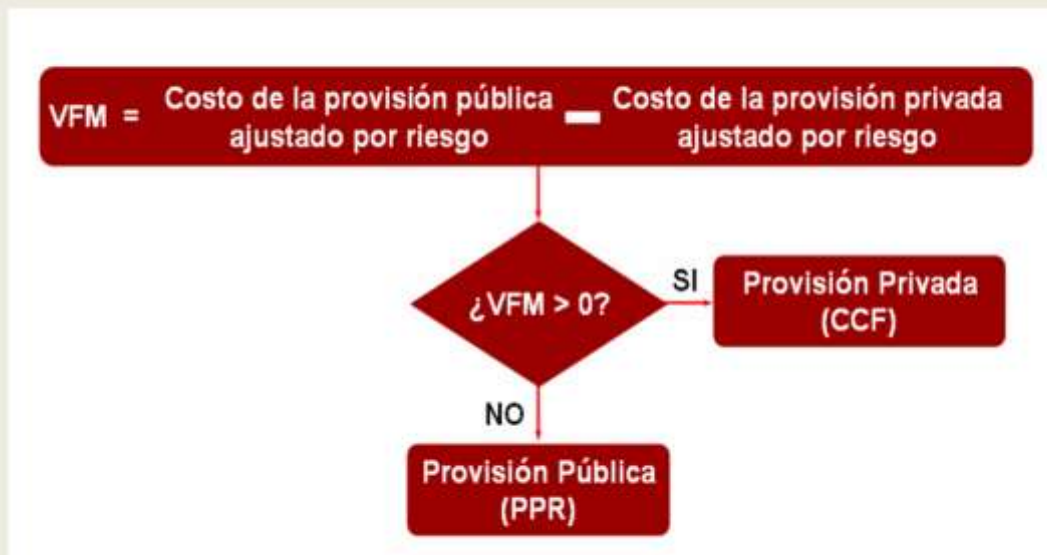 VFM =
Costo de la provisión pública
ajustado por riesgo
Costo de la provisión privada
ajustado por riesgo
¿VFM > 0?
SI
Provisión Privada
(CCF)
NO
Provisión Pública
(PPR)